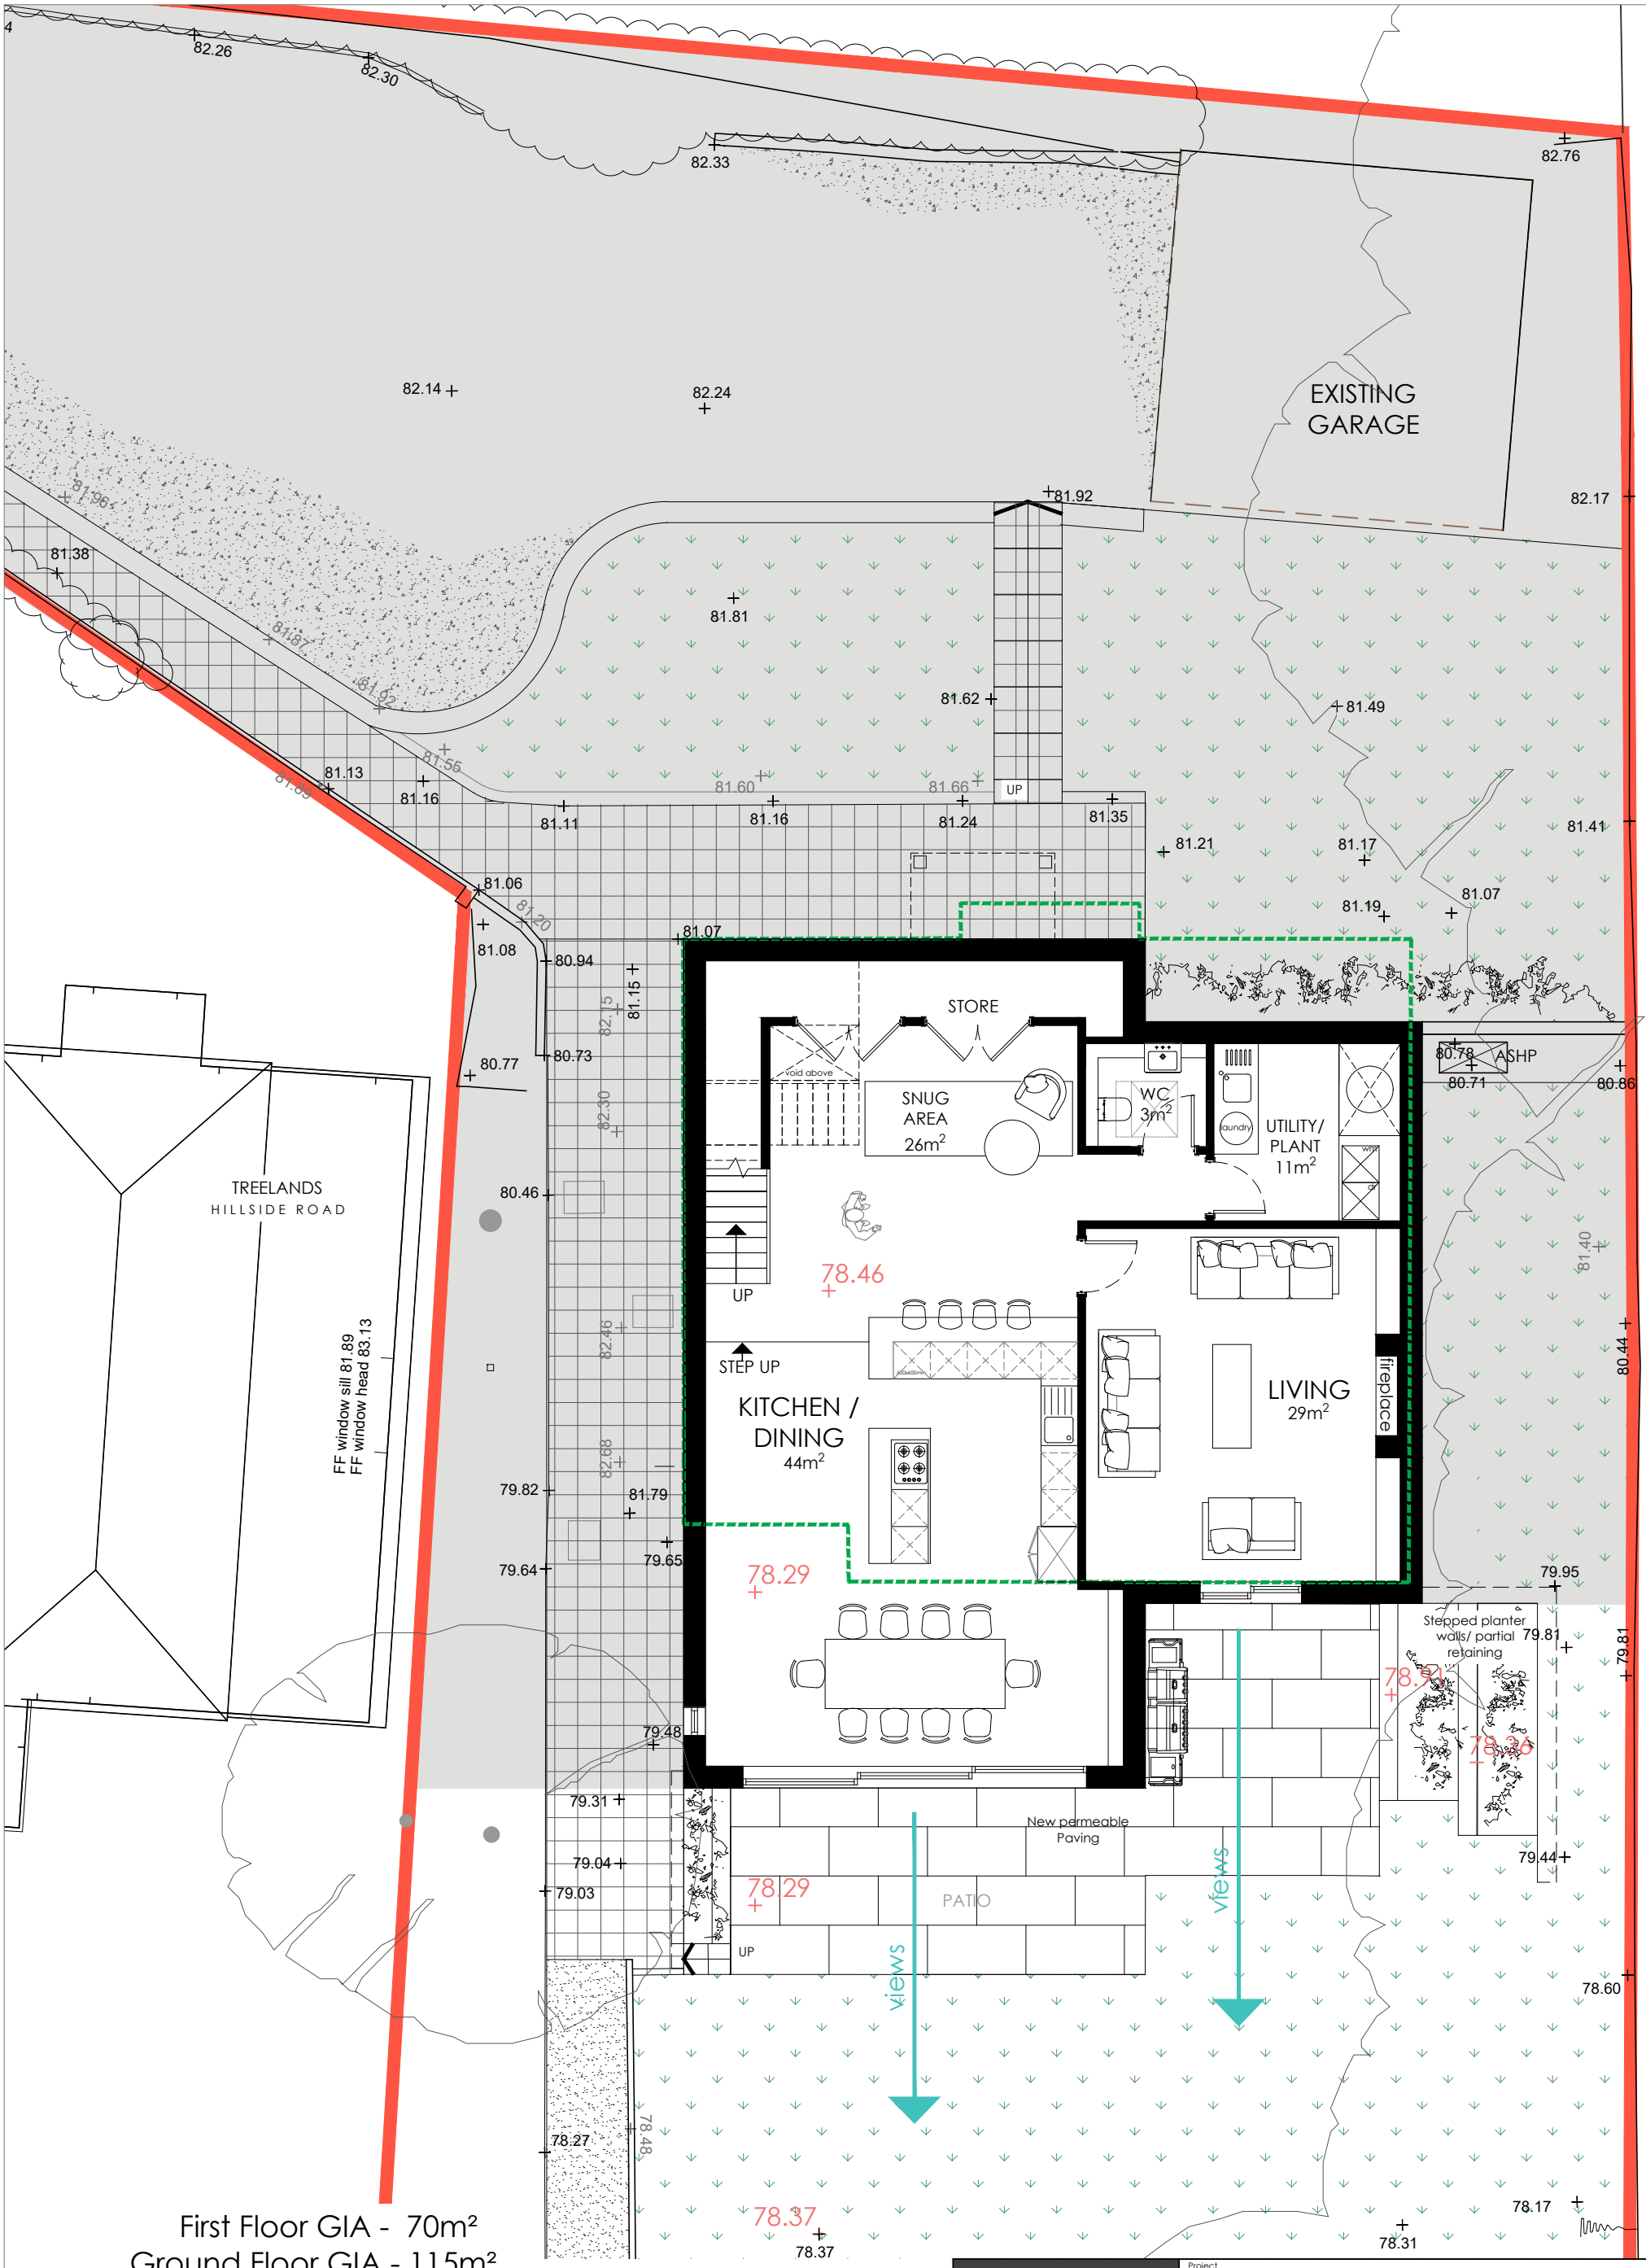 4
82.26
82.30
82.33
82.76
82.14
82.24
EXISTING
GARAGE
81.96
81.92
82.17
81.38
81.81
81.87
81.92
81.62
81.49
81.55
81.13
81.89
81.16
81.60
81.66
UP
81.11
81.16
81.24
81.35
81.41
81.21
81.17
81.06
81.20
81.19
81.07
81.08
81.07
80.94
81.15
82.15
STORE
80.73
80.77
void above
80.78
ASHP
80.71
80.86
SNUG
AREA
26m²
WC
3m²
laundry
UTILITY/
PLANT
11m²
wm
82.30
TREELANDS
HILLSIDE ROAD
80.46
81.40
78.46
UP
82.46
80.44
STEP UP
FF window sill 81.89
FF window head 83.13
KITCHEN /
DINING
44m²
LIVING
29m²
fireplace
82.68
79.82
81.79
79.65
79.64
78.29
79.95
Stepped planter
walls/ partial
retaining
79.81
79.81
78.91
79.48
78.36
79.31
New permeable
Paving
79.04
79.03
79.44
78.29
PATIO
views
views
UP
78.60
78.27
78.48
78.37
78.37
78.31
78.17
First Floor GIA - 70m²
Ground Floor GIA - 115m²
Project